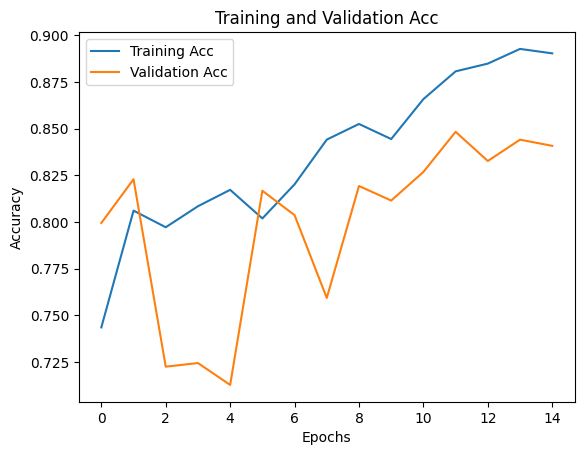 Training and Validation Acc
Training Acc
Validation Acc
0.900
0.875
0.850
0.825
0.800
0.775
0.750
0.725
Accuracy
0 2 4 6 8 10 12 14
Epochs